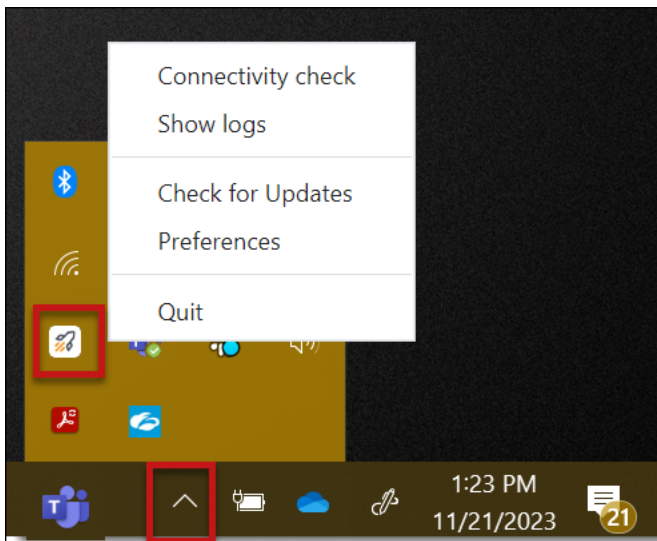 Connectivity check
Show logs
Check for Updates
Preferences
Quit
T
1:23 PM
11/21/2023
21